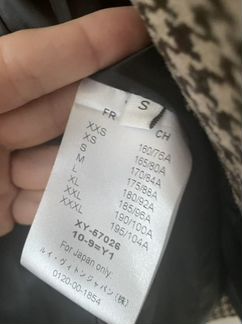 S
FR CH
XXS 160/76A
XS 165/80A
S 170/84A
M 175/88A
L 180/92A
XL 185/96A
XXL 190/100A
XXXL 195/104A
XY-57026
10-9=Y1
For Japan only:
ルイ・ヴィトンジャパン(株)
0120-00-1854